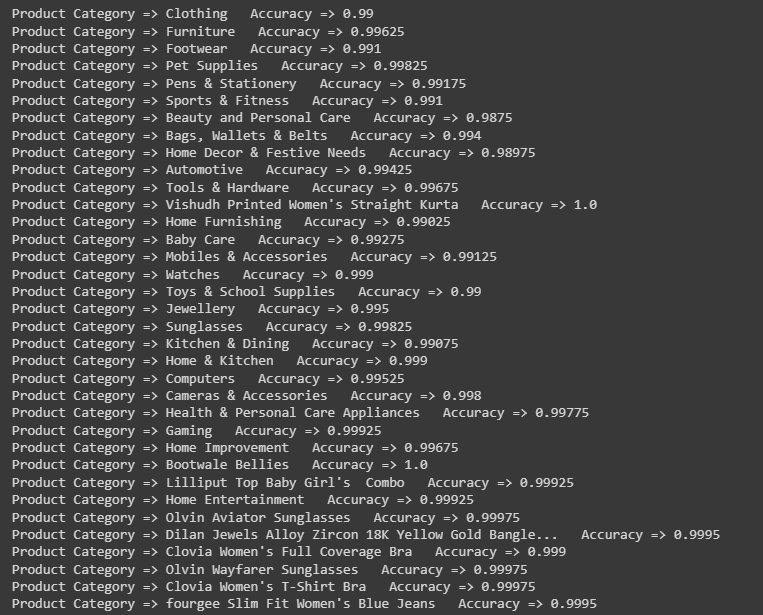 Product Category => Clothing   Accuracy => 0.99
Product Category => Furniture   Accuracy => 0.99625
Product Category => Footwear   Accuracy => 0.991
Product Category => Pet Supplies   Accuracy => 0.99825
Product Category => Pens & Stationery   Accuracy => 0.99175
Product Category => Sports & Fitness   Accuracy => 0.991
Product Category => Beauty and Personal Care   Accuracy => 0.9875
Product Category => Bags, Wallets & Belts   Accuracy => 0.994
Product Category => Home Decor & Festive Needs   Accuracy => 0.98975
Product Category => Automotive   Accuracy => 0.99425
Product Category => Tools & Hardware   Accuracy => 0.99675
Product Category => Vishudh Printed Women's Straight Kurta   Accuracy => 1.0
Product Category => Home Furnishing   Accuracy => 0.99025
Product Category => Baby Care   Accuracy => 0.99275
Product Category => Mobiles & Accessories   Accuracy => 0.99125
Product Category => Watches   Accuracy => 0.999
Product Category => Toys & School Supplies   Accuracy => 0.99
Product Category => Jewellery   Accuracy => 0.995
Product Category => Sunglasses   Accuracy => 0.99825
Product Category => Kitchen & Dining   Accuracy => 0.99075
Product Category => Home & Kitchen   Accuracy => 0.999
Product Category => Computers   Accuracy => 0.99525
Product Category => Cameras & Accessories   Accuracy => 0.998
Product Category => Health & Personal Care Appliances   Accuracy => 0.99775
Product Category => Gaming   Accuracy => 0.99925
Product Category => Home Improvement   Accuracy => 0.99675
Product Category => Bootwale Bellies   Accuracy => 1.0
Product Category => Lilliput Top Baby Girl's  Combo   Accuracy => 0.99925
Product Category => Home Entertainment   Accuracy => 0.99925
Product Category => Olvin Aviator Sunglasses   Accuracy => 0.99975
Product Category => Dilan Jewels Alloy Zircon 18K Yellow Gold Bangle...   Accuracy => 0.9995
Product Category => Clovia Women's Full Coverage Bra   Accuracy => 0.999
Product Category => Olvin Wayfarer Sunglasses   Accuracy => 0.99975
Product Category => Clovia Women's T-Shirt Bra   Accuracy => 0.99975
Product Category => fourgee Slim Fit Women's Blue Jeans   Accuracy => 0.9995